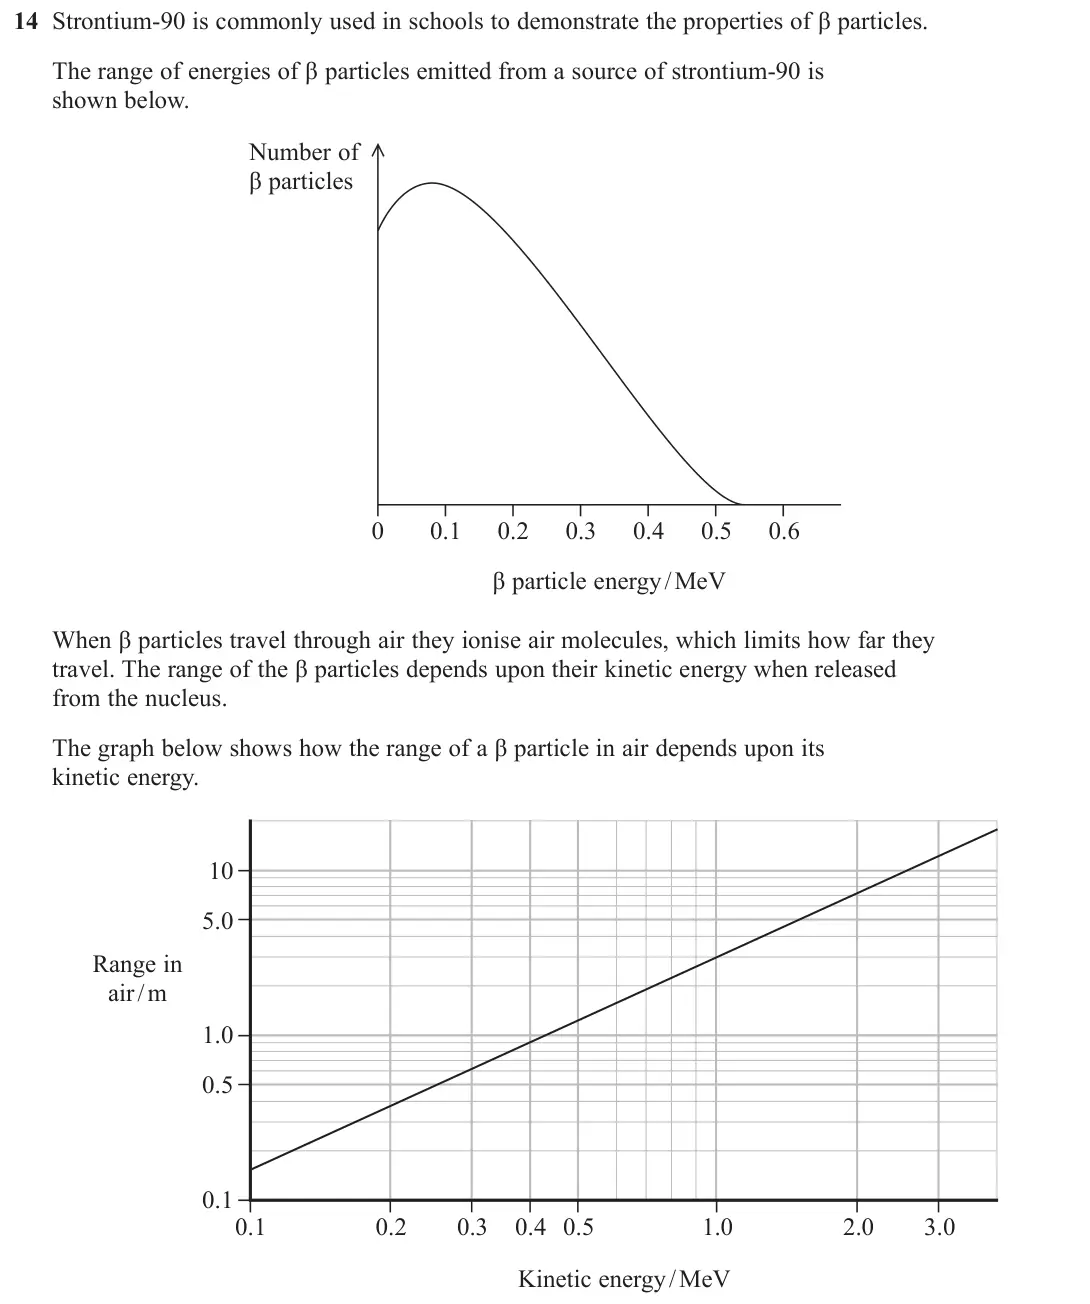 14 Strontium-90 is commonly used in schools to demonstrate the properties of β particles.
The range of energies of β particles emitted from a source of strontium-90 is
shown below.
Number of
β particles
0 0.1 0.2 0.3 0.4 0.5 0.6
β particle energy/MeV
When β particles travel through air they ionise air molecules, which limits how far they
travel. The range of the β particles depends upon their kinetic energy when released
from the nucleus.
The graph below shows how the range of a β particle in air depends upon its
kinetic energy.
10
5.0
Range in
air/m
1.0
0.5
0.1
0.1 0.2 0.3 0.4 0.5 1.0 2.0 3.0
Kinetic energy/MeV